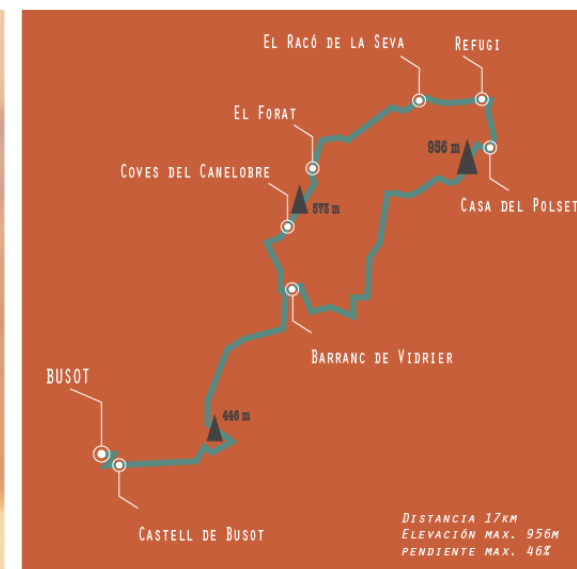 El Racó de la Seva
Refugi
El Forat
956 m
Coves del Canelobre
573 m
Casa del Polset
Barranc de Vidrier
BUSOT
446 m
Castell de Busot
Distancia 17km
Elevación max. 956m
pendiente max. 46%